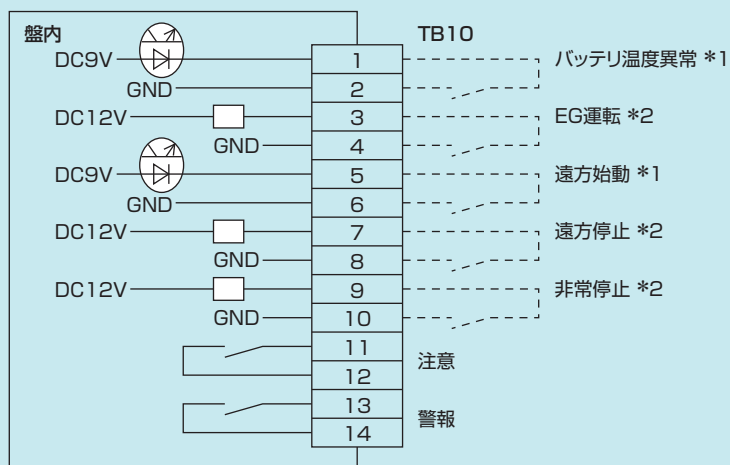 盤内
TB10
DC9V 1 バッテリ温度異常 *1
GND 2
DC12V 3 EG運転 *2
GND 4
DC9V 5 遠方始動 *1
GND 6
DC12V 7 遠方停止 *2
GND 8
DC12V 9 非常停止 *2
GND 10
11
注意
12
13
警報
14